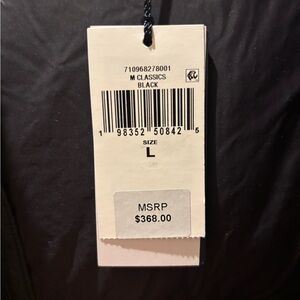 710968278001
M CLASSICS
BLACK
1 98352 50842 5
SIZE
L
MSRP
$368.00